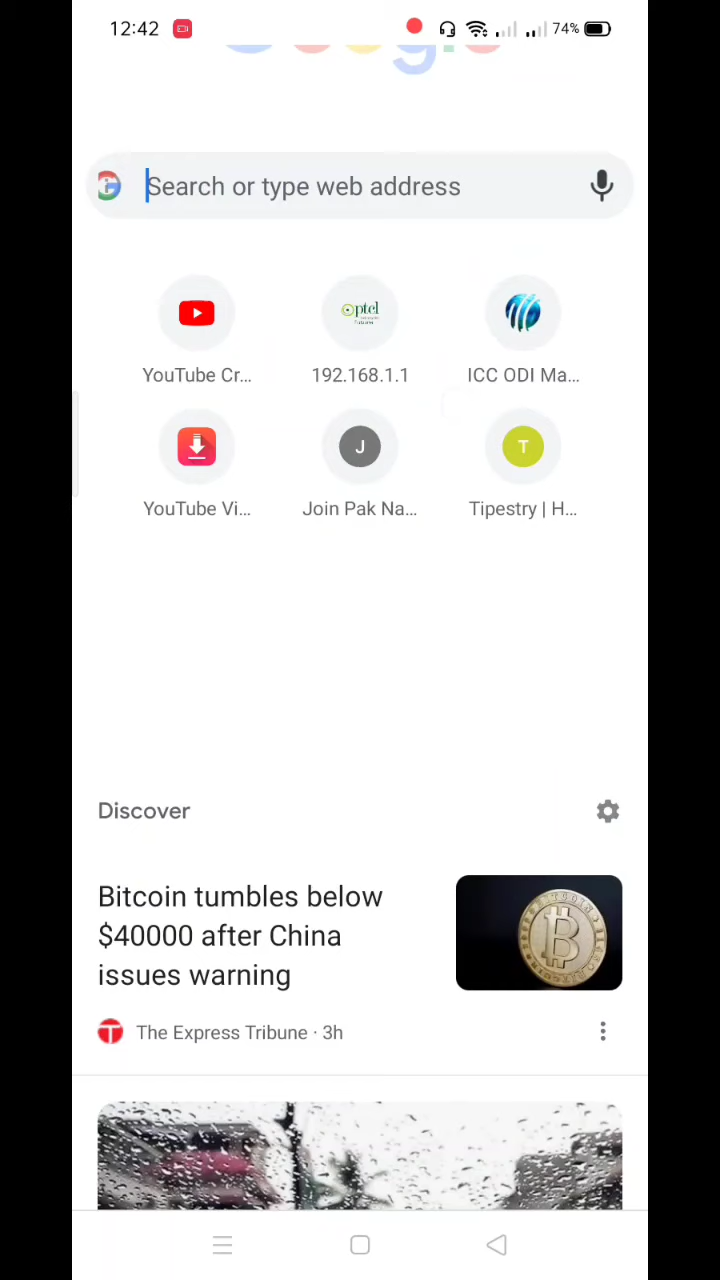 12:42 74%
Google
Search or type web address
YouTube Cr... 192.168.1.1 ICC ODI Ma...
YouTube Vi... Join Pak Na... Tipestry | H...
Discover
Bitcoin tumbles below
$40000 after China
issues warning
The Express Tribune · 3h